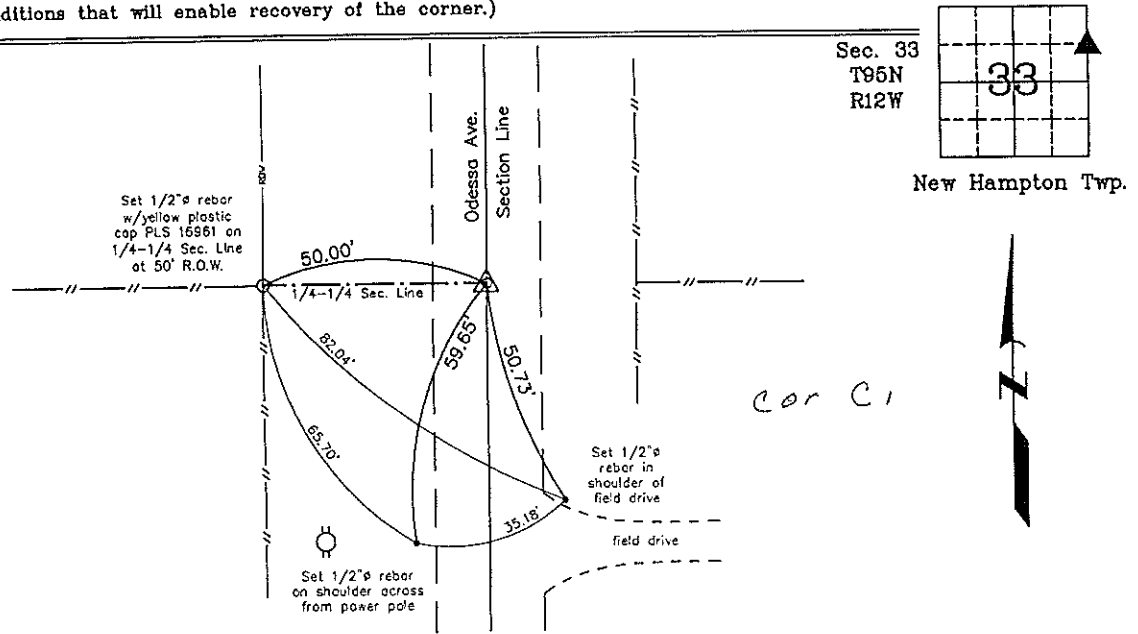 ditions that will enable recovery of the corner.)
Sec. 33
T95N
R12W
33
New Hampton Twp.
ROW
Odessa Ave.
Section Line
Set 1/2"ø rebar
w/yellow plastic
cap PLS 16961 on
1/4-1/4 Sec. Line
at 50' R.O.W.
50.00'
1/4-1/4 Sec. Line
82.04'
59.65'
50.73'
65.70'
35.18'
Cor C1
N
Set 1/2"ø
rebar in
shoulder of
field drive
field drive
Set 1/2"ø rebar
on shoulder across
from power pole